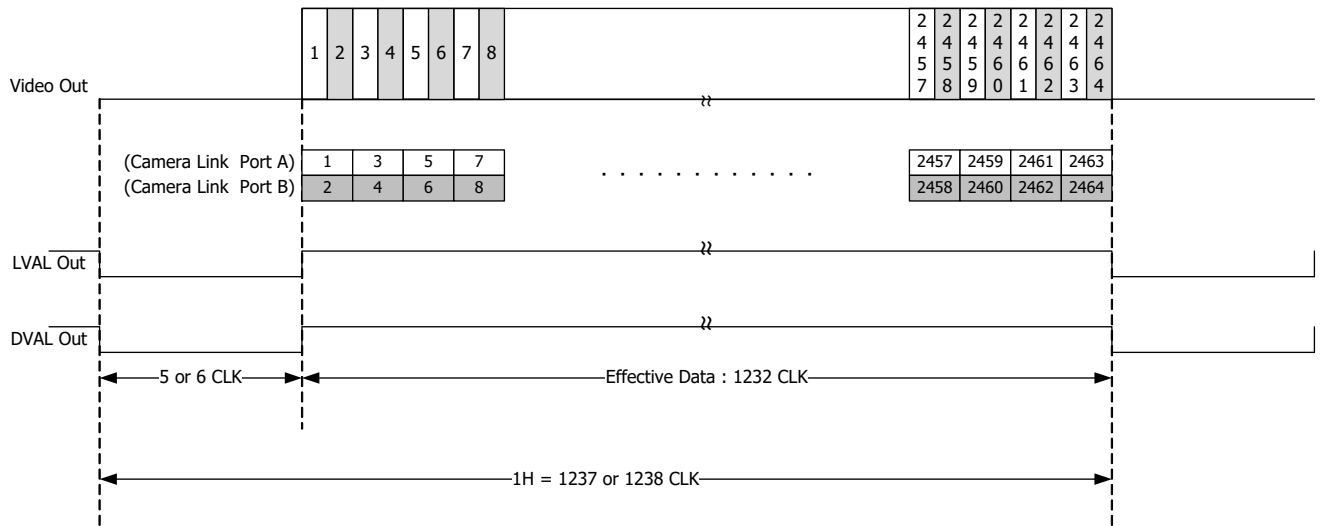 Video Out
1 2 3 4 5 6 7 8
2457 2458 2459 2460 2461 2462 2463 2464
(Camera Link Port A) 1 3 5 7 . . . . . . . . . . . . 2457 2459 2461 2463
(Camera Link Port B) 2 4 6 8 2458 2460 2462 2464
LVAL Out
DVAL Out
5 or 6 CLK
Effective Data : 1232 CLK
1H = 1237 or 1238 CLK